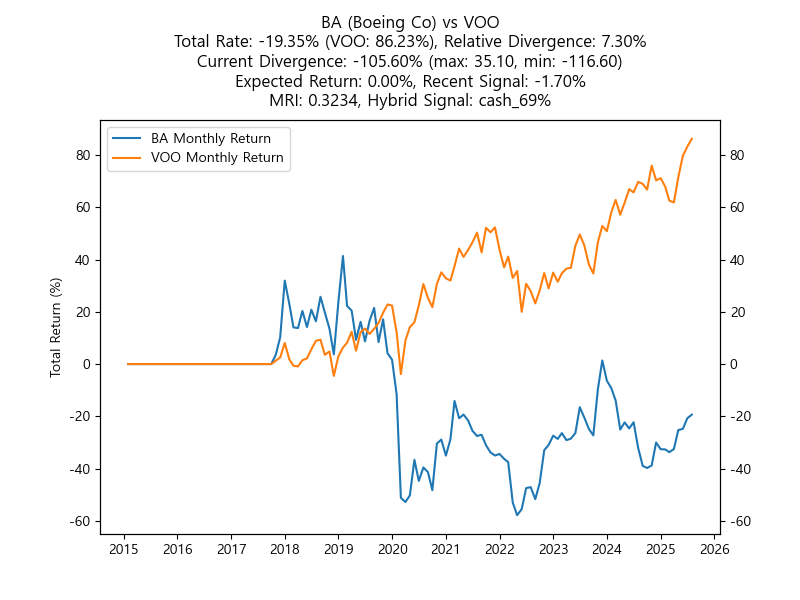 BA (Boeing Co) vs VOO
Total Rate: -19.35% (VOO: 86.23%), Relative Divergence: 7.30%
Current Divergence: -105.60% (max: 35.10, min: -116.60)
Expected Return: 0.00%, Recent Signal: -1.70%
MRI: 0.3234, Hybrid Signal: cash_69%
BA Monthly Return
VOO Monthly Return
Total Return (%)
80
60
40
20
0
-20
-40
-60
80
60
40
20
0
-20
-40
-60
2015 2016 2017 2018 2019 2020 2021 2022 2023 2024 2025 2026